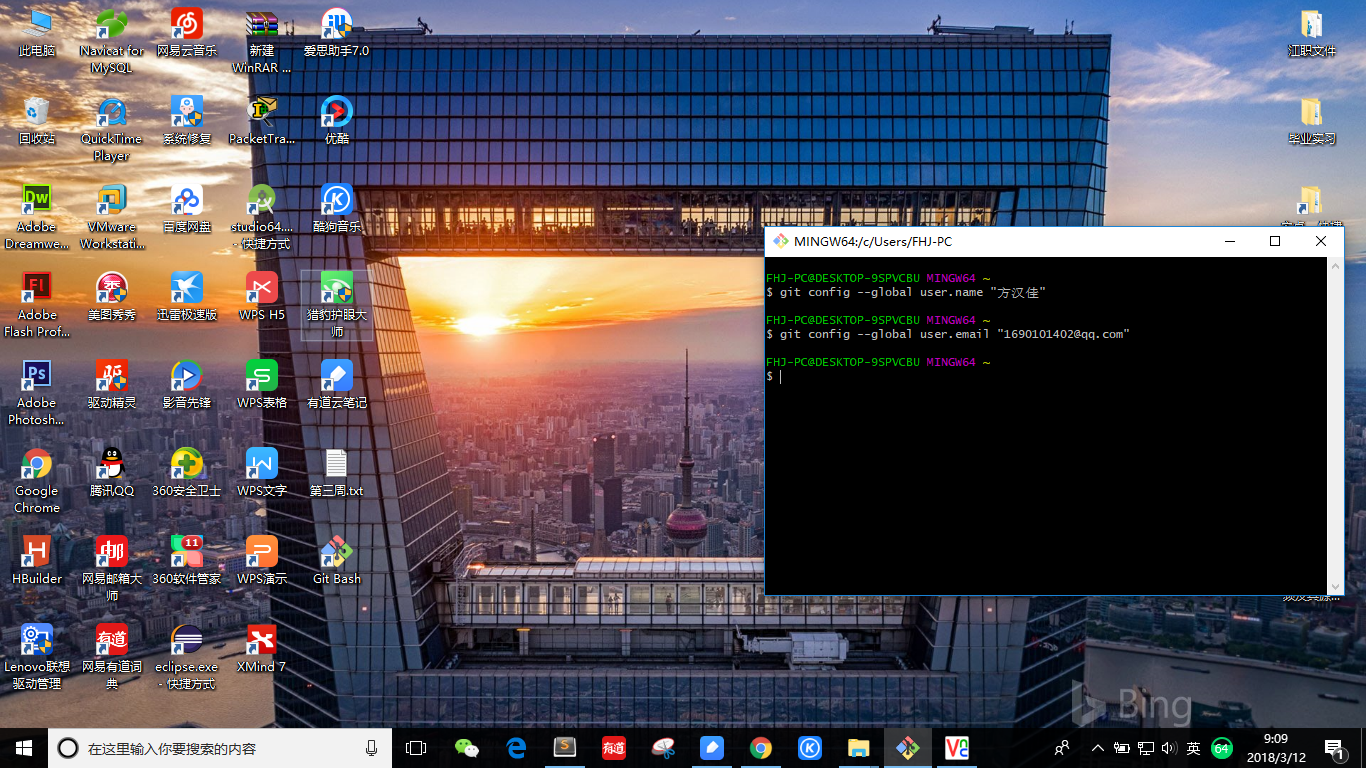 此电脑
Navicat for
MySQL
网易云音乐
新建
WinRAR ...
爱思助手7.0
江职文件
回收站
QuickTime
Player
系统修复
PacketTra...
优酷
毕业实习
Adobe
Dreamwe...
VMware
Workstati...
百度网盘
studio64....
- 快捷方式
酷狗音乐
MINGW64:/c/Users/FHJ-PC
FHJ-PC@DESKTOP-9SPVCBU MINGW64 ~
$ git config --global user.name "方汉佳"
FHJ-PC@DESKTOP-9SPVCBU MINGW64 ~
$ git config --global user.email "1690101402@qq.com"
FHJ-PC@DESKTOP-9SPVCBU MINGW64 ~
$
Adobe
Flash Prof...
美图秀秀
迅雷极速版
WPS H5
猎豹护眼大
师
Adobe
Photosh...
驱动精灵
影音先锋
WPS表格
有道云笔记
Google
Chrome
腾讯QQ
360安全卫士
WPS文字
第三周.txt
HBuilder
网易邮箱大
师
11
360软件管家
WPS演示
Git Bash
Lenovo联想
驱动管理
网易有道词
典
eclipse.exe
- 快捷方式
XMind 7
Bing
在这里输入你要搜索的内容
有道
英
64
9:09
2018/3/12
1